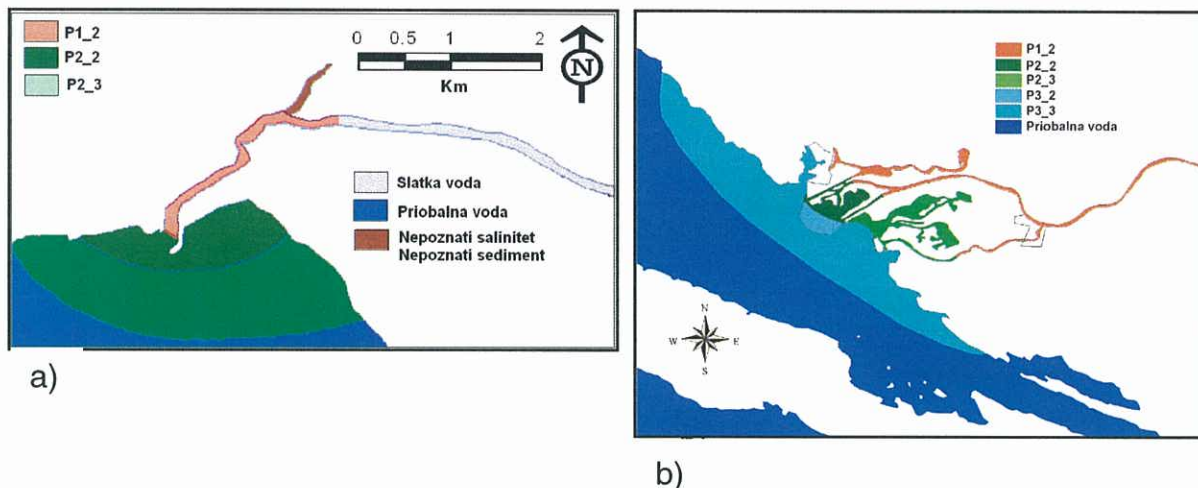 P1_2
P2_2
P2_3
0 0.5 1 2
Km
N
Slatka voda
Priobalna voda
Nepoznati salinitet
Nepoznati sediment
a)
P1_2
P2_2
P2_3
P3_2
P3_3
Priobalna voda
N
W E
S
b)